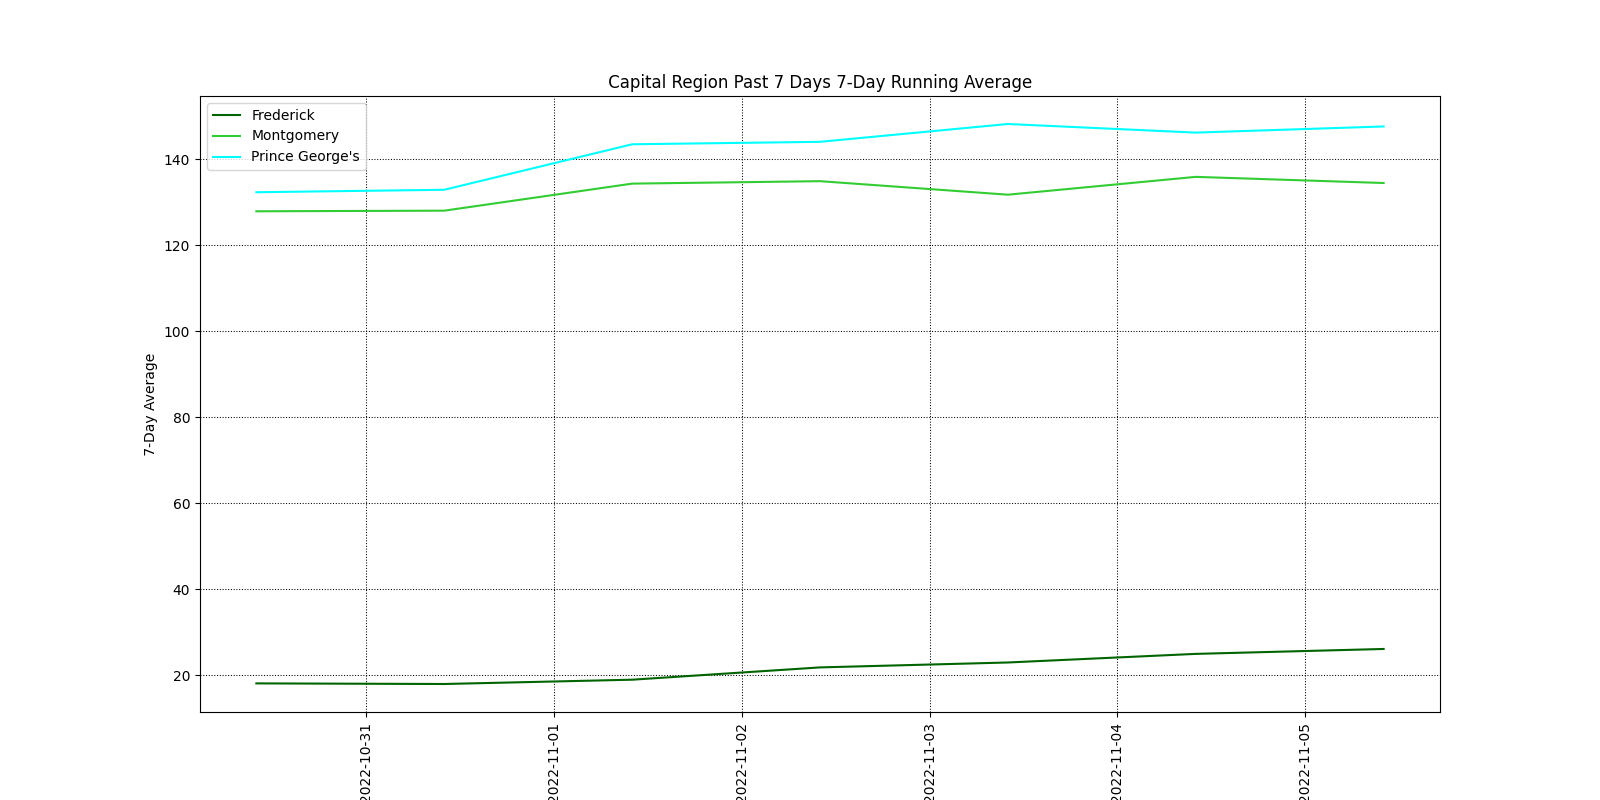 Capital Region Past 7 Days 7-Day Running Average
Frederick
Montgomery
Prince George's
140
120
100
80
60
40
20
7-Day Average
2022-10-31
2022-11-01
2022-11-02
2022-11-03
2022-11-04
2022-11-05